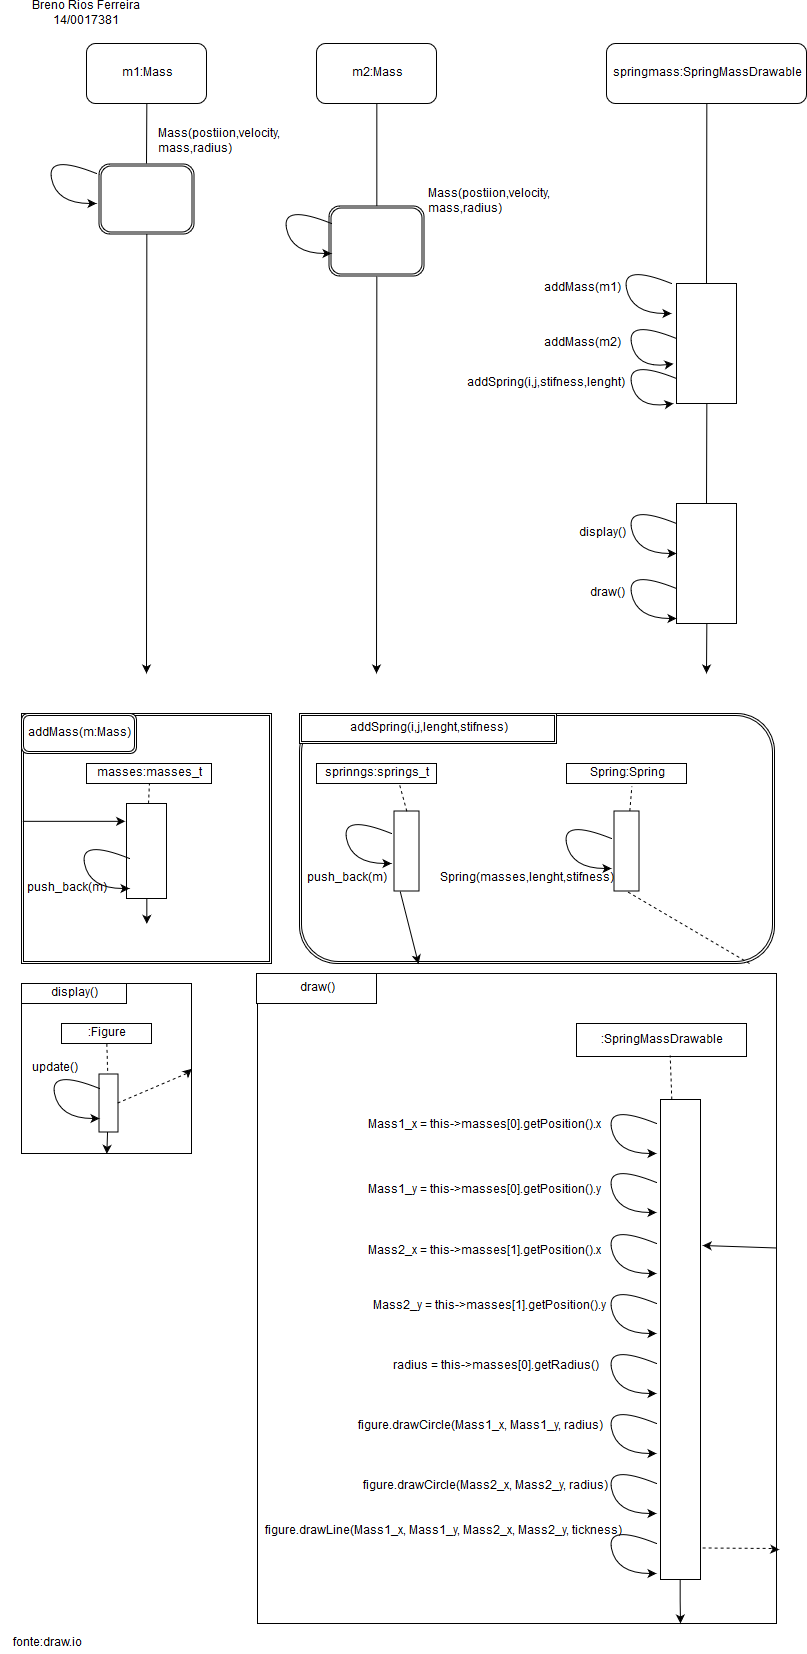 Breno Rios Ferreira
14/0017381
m1:Mass
m2:Mass
springmass:SpringMassDrawable
Mass(postiion,velocity,
mass,radius)
Mass(postiion,velocity,
mass,radius)
addMass(m1)
addMass(m2)
addSpring(i,j,stifness,lenght)
display()
draw()
addMass(m:Mass)
masses:masses_t
push_back(m)
addSpring(i,j,lenght,stifness)
sprinngs:springs_t
Spring:Spring
push_back(m)
Spring(masses,lenght,stifness)
display()
:Figure
update()
draw()
:SpringMassDrawable
Mass1_x = this->masses[0].getPosition().x
Mass1_y = this->masses[0].getPosition().y
Mass2_x = this->masses[1].getPosition().x
Mass2_y = this->masses[1].getPosition().y
radius = this->masses[0].getRadius()
figure.drawCircle(Mass1_x, Mass1_y, radius)
figure.drawCircle(Mass2_x, Mass2_y, radius)
figure.drawLine(Mass1_x, Mass1_y, Mass2_x, Mass2_y, tickness)
fonte:draw.io